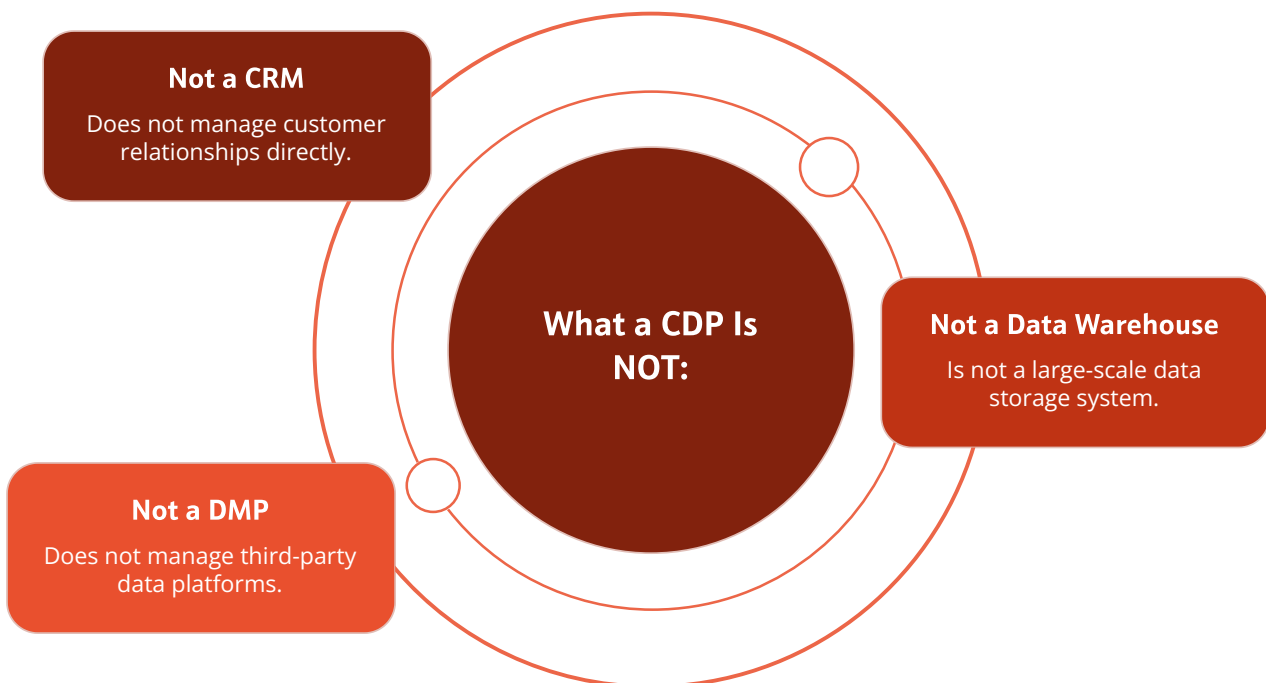 Not a CRM
Does not manage customer
relationships directly.
What a CDP Is
NOT:
Not a Data Warehouse
Is not a large-scale data
storage system.
Not a DMP
Does not manage third-party
data platforms.